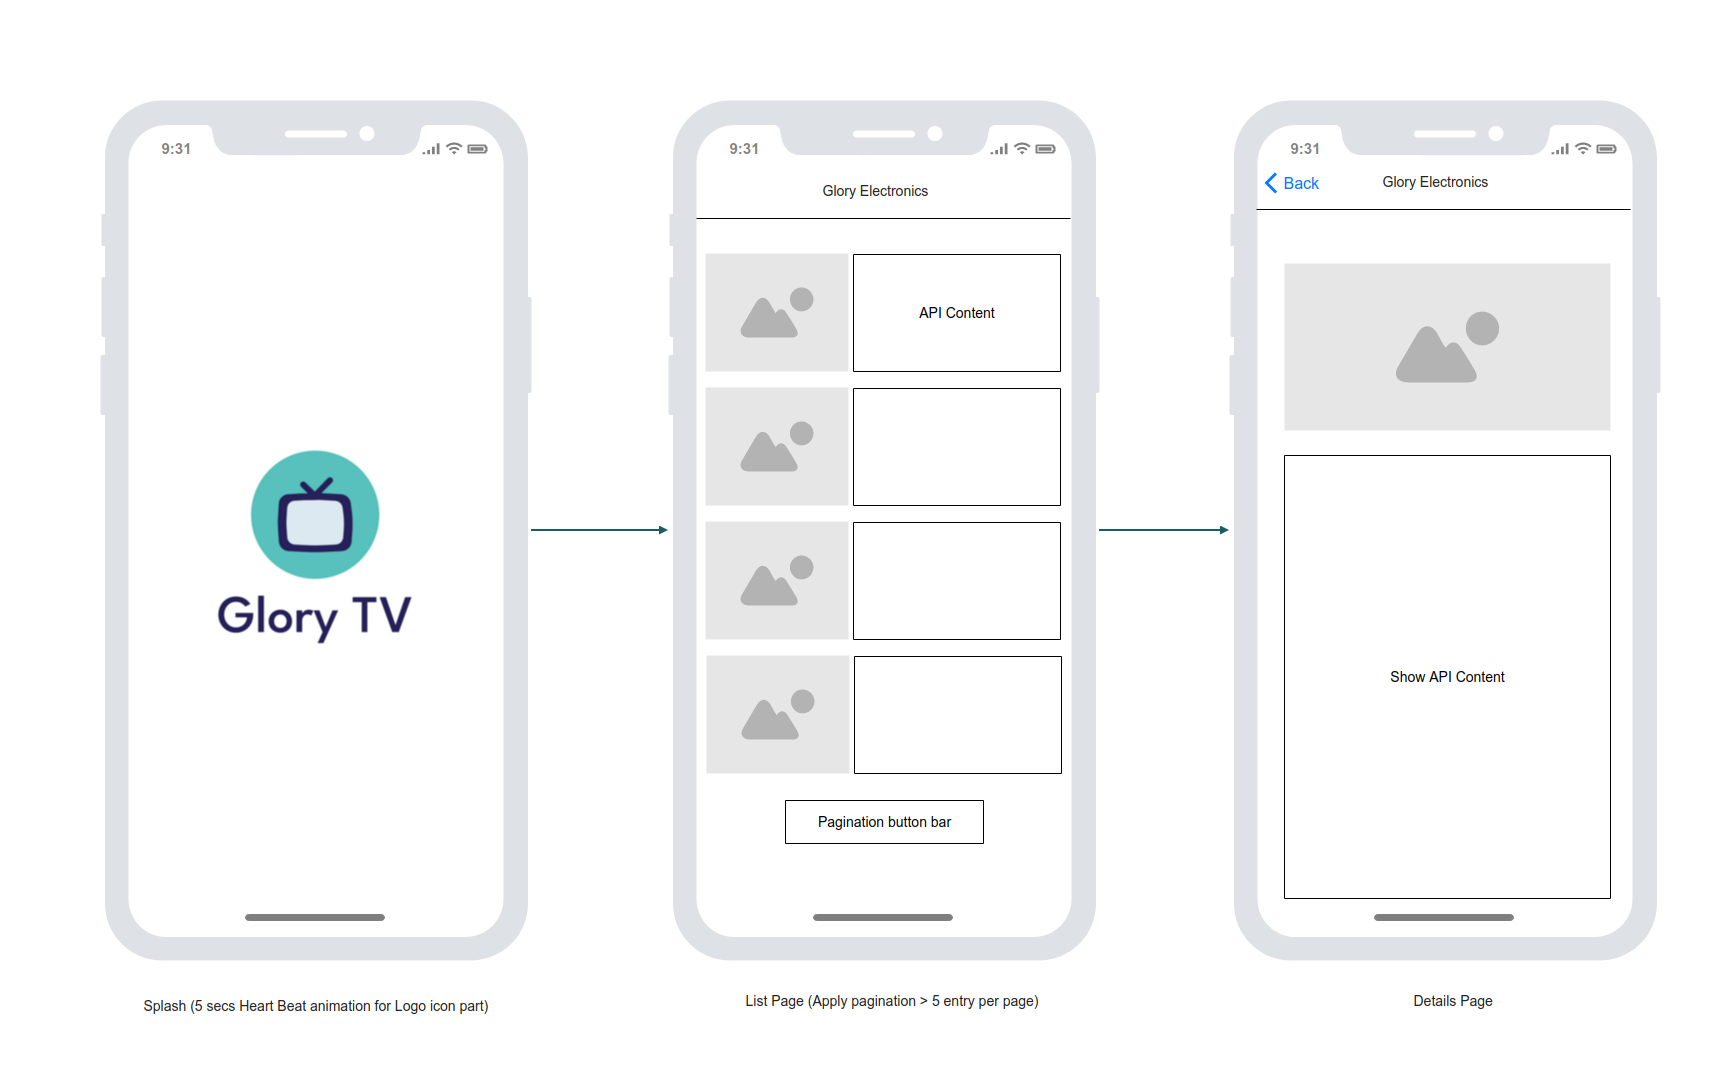 9:31
Glory TV
Splash (5 secs Heart Beat animation for Logo icon part)
9:31
Glory Electronics
API Content
Pagination button bar
List Page (Apply pagination > 5 entry per page)
9:31
Back
Glory Electronics
Show API Content
Details Page